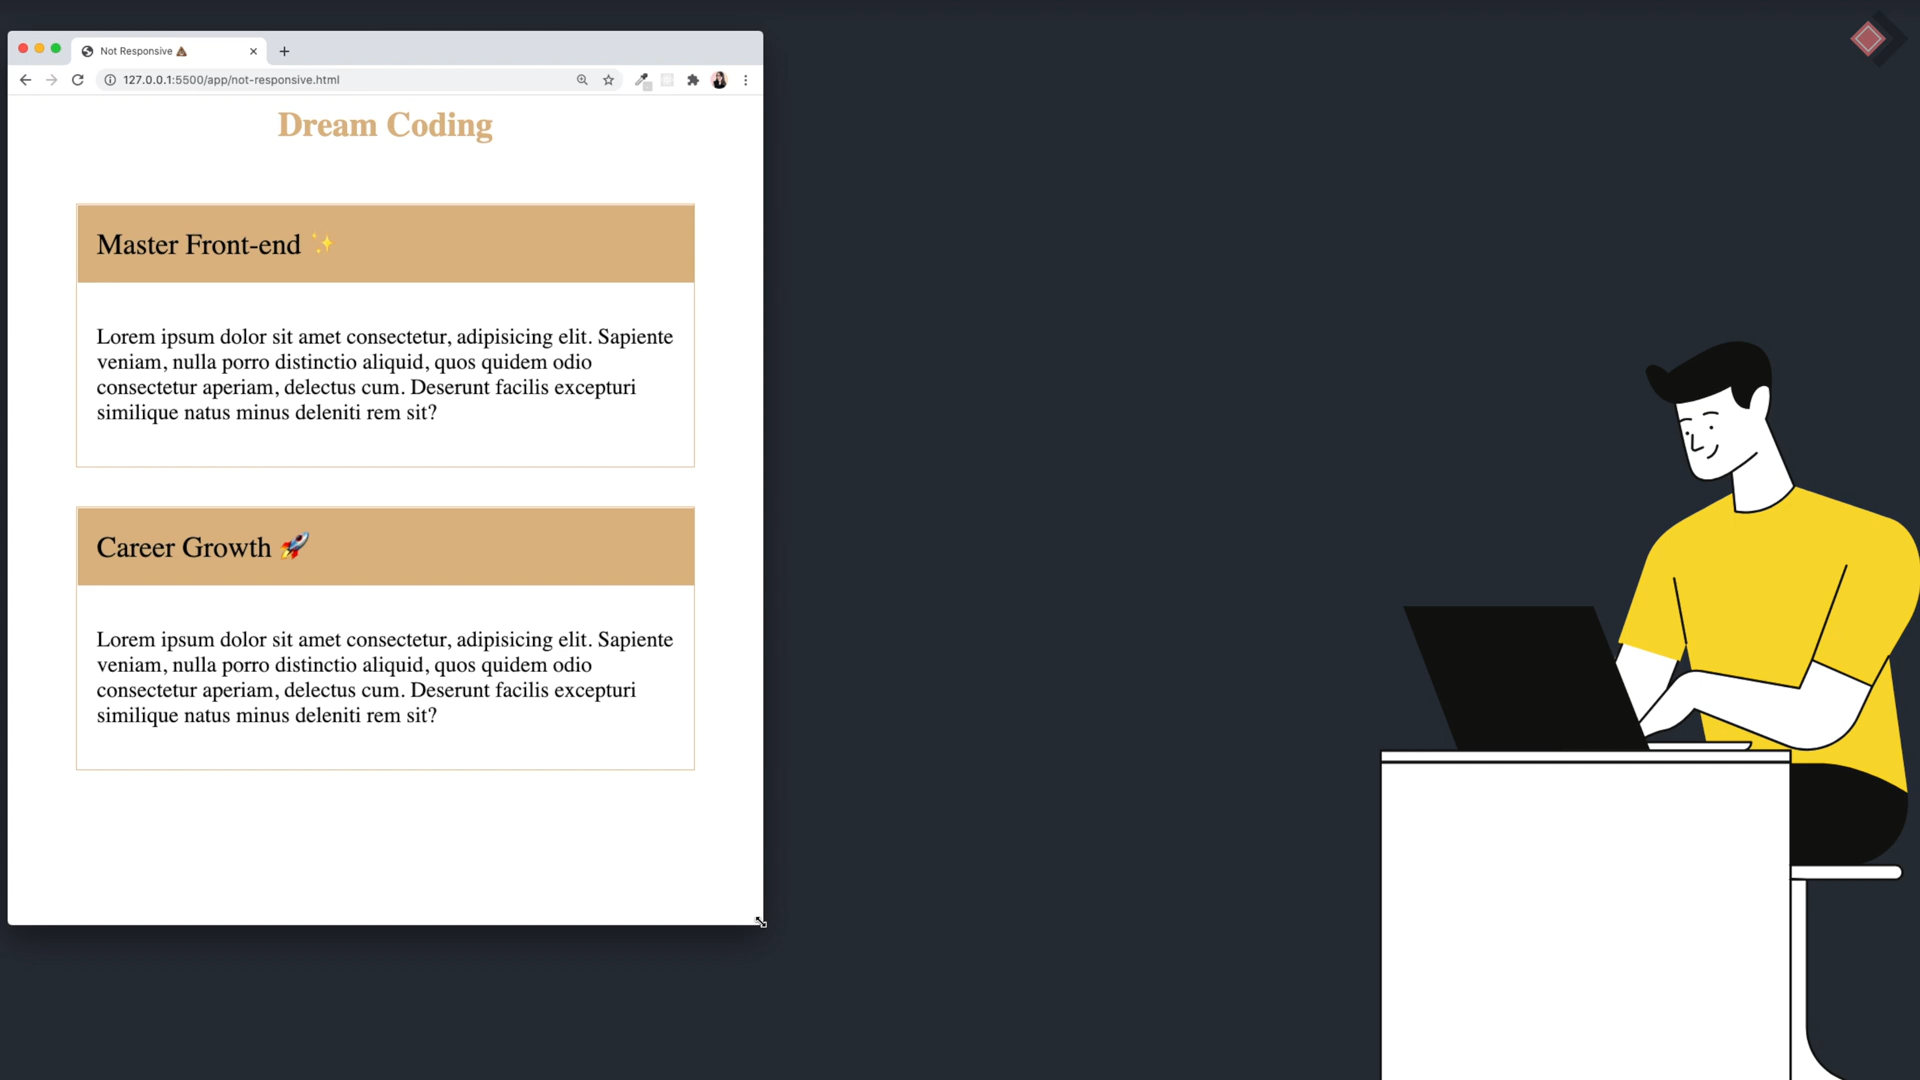 Not Responsive 💩
127.0.0.1:5500/app/not-responsive.html
Dream Coding
Master Front-end ✨
Lorem ipsum dolor sit amet consectetur, adipisicing elit. Sapiente
veniam, nulla porro distinctio aliquid, quos quidem odio
consectetur aperiam, delectus cum. Deserunt facilis excepturi
similique natus minus deleniti rem sit?
Career Growth 🚀
Lorem ipsum dolor sit amet consectetur, adipisicing elit. Sapiente
veniam, nulla porro distinctio aliquid, quos quidem odio
consectetur aperiam, delectus cum. Deserunt facilis excepturi
similique natus minus deleniti rem sit?